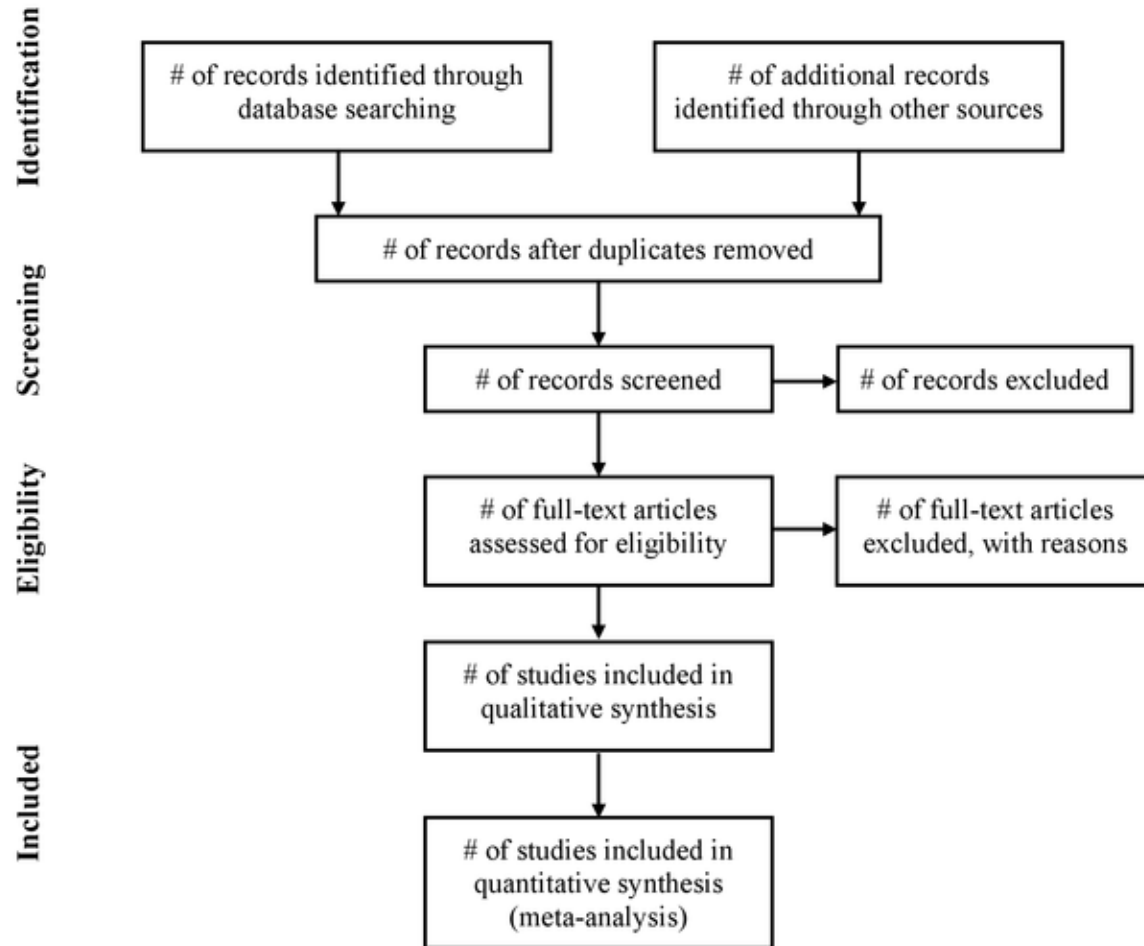 Identification
# of records identified through
database searching
# of additional records
identified through other sources
# of records after duplicates removed
Screening
# of records screened
# of records excluded
Eligibility
# of full-text articles
assessed for eligibility
# of full-text articles
excluded, with reasons
# of studies included in
qualitative synthesis
Included
# of studies included in
quantitative synthesis
(meta-analysis)